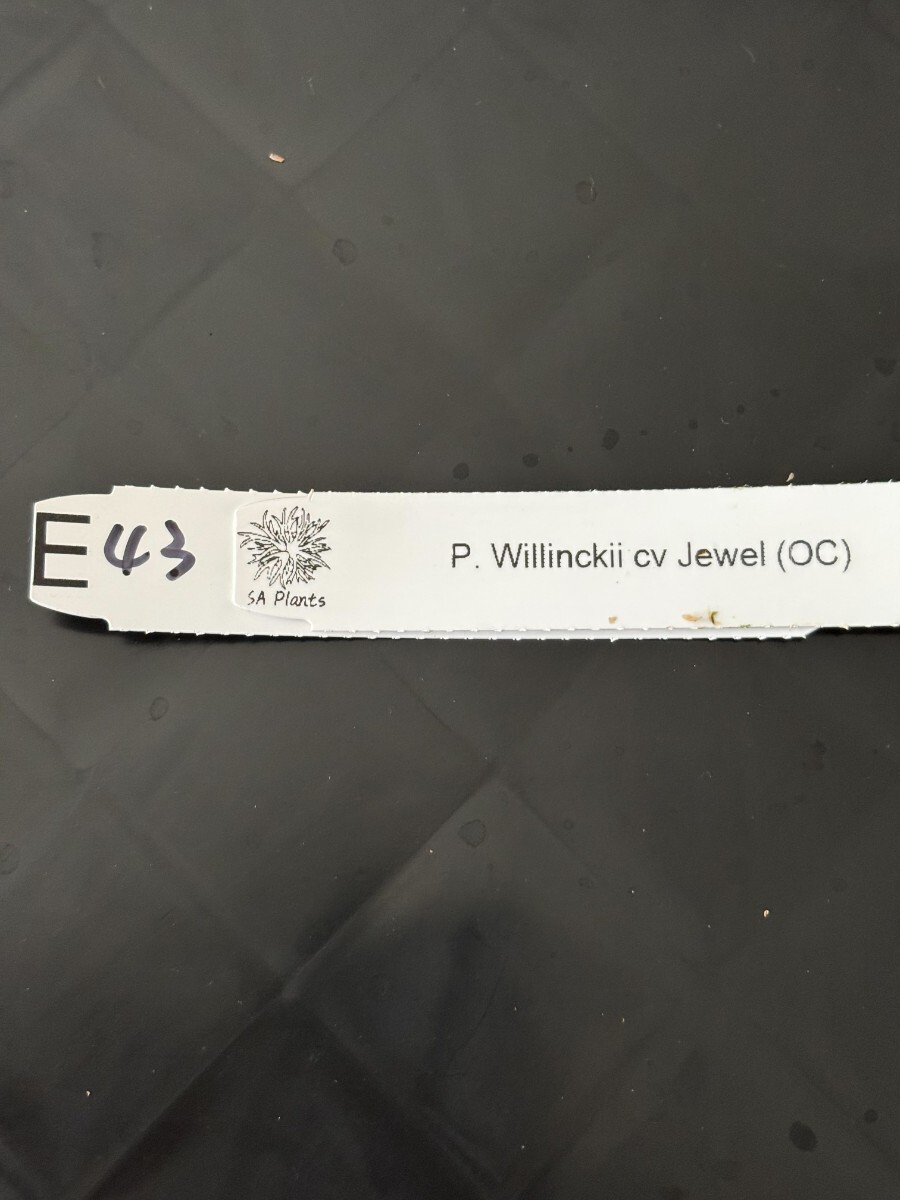 E43
SA Plants
P. Willinckii cv Jewel (OC)